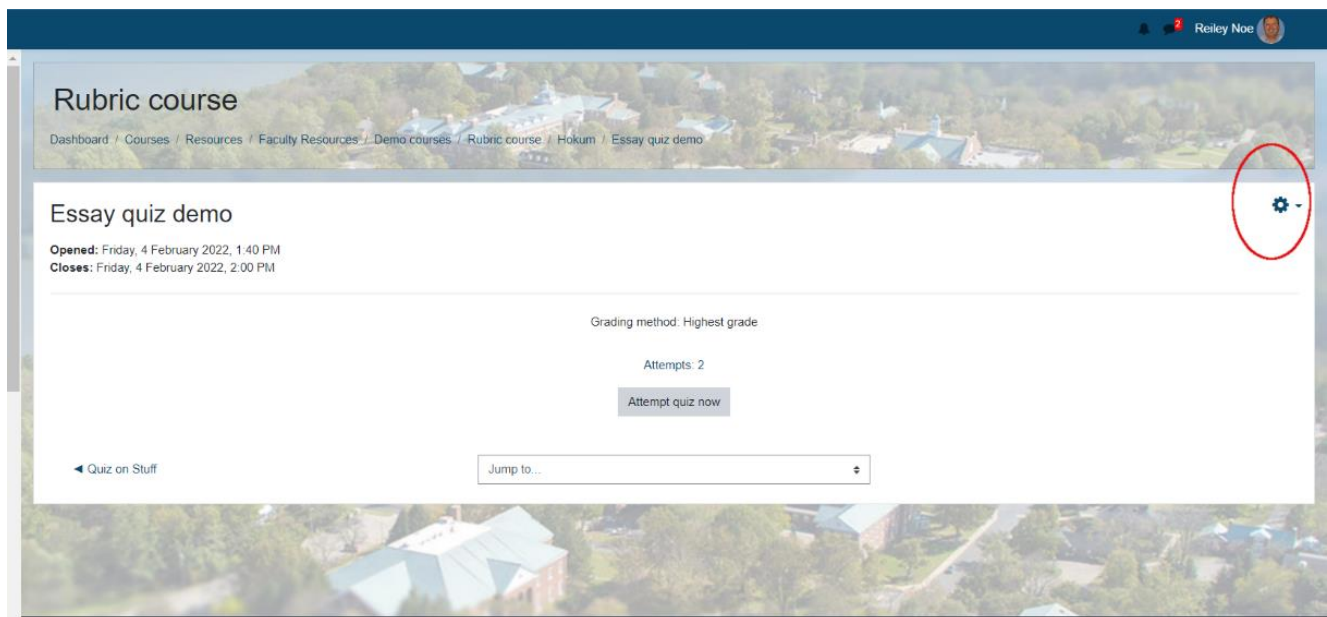 2
Reiley Noe
Rubric course
Dashboard / Courses / Resources / Faculty Resources / Demo courses / Rubric course / Hokum / Essay quiz demo
Essay quiz demo
Opened: Friday, 4 February 2022, 1:40 PM
Closes: Friday, 4 February 2022, 2:00 PM
Grading method: Highest grade
Attempts: 2
Attempt quiz now
◄ Quiz on Stuff
Jump to...